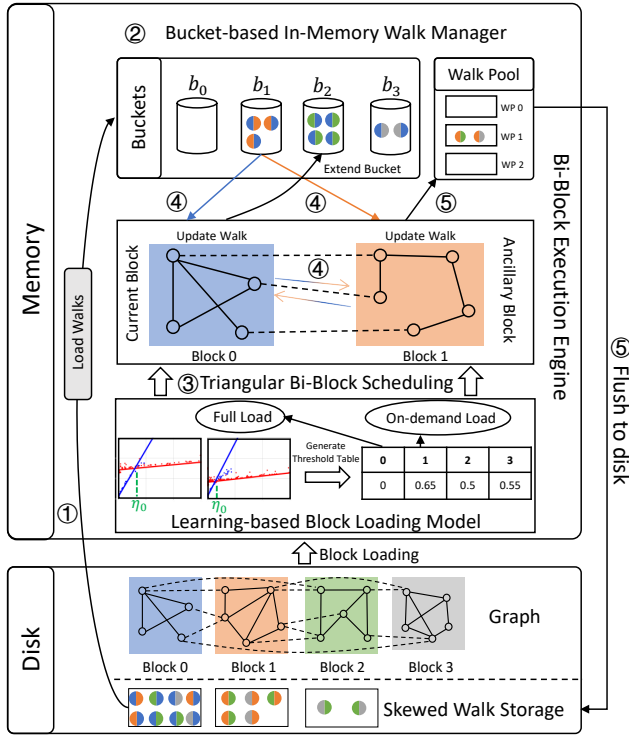 ② Bucket-based In-Memory Walk Manager
Buckets
b0
b1
b2
b3
Extend Bucket
Walk Pool
WP 0
WP 1
WP 2
④
④
⑤
Memory
Load Walks
Bi-Block Execution Engine
Current Block
Update Walk
Update Walk
④
Ancillary Block
Block 0
Block 1
③ Triangular Bi-Block Scheduling
⑤ Flush to disk
Full Load
On-demand Load
η0
η0
Generate
Threshold Table
0 1 2 3
0 0.65 0.5 0.55
Learning-based Block Loading Model
①
Block Loading
Disk
Graph
Block 0
Block 1
Block 2
Block 3
Skewed Walk Storage